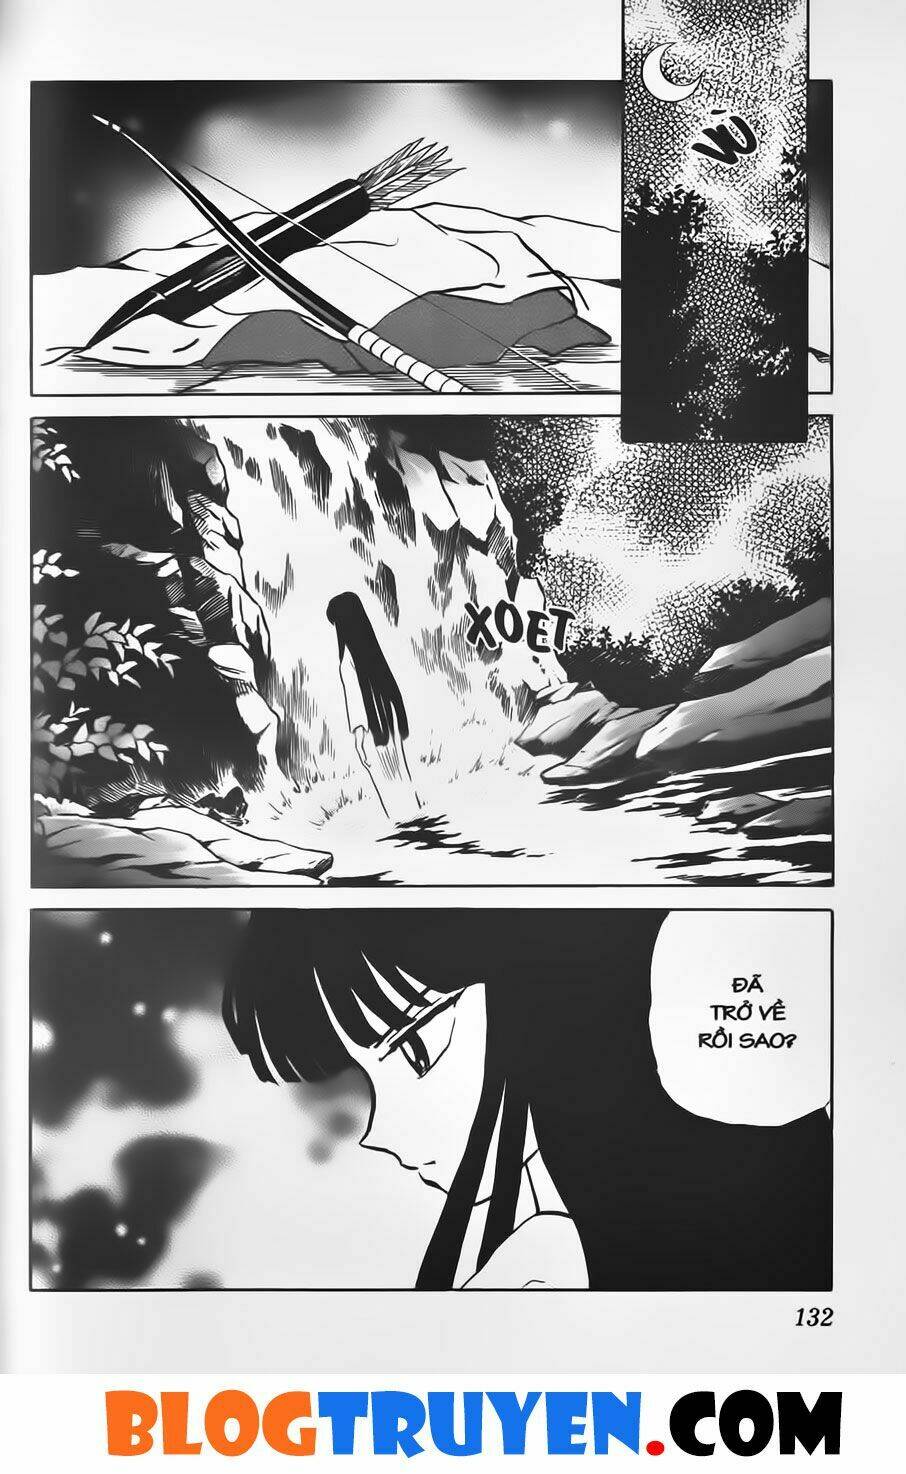 VÙ
XOẸT
ĐÃ
TRỞ VỀ
RỒI SAO?
132
BLOGTRUYEN.COM